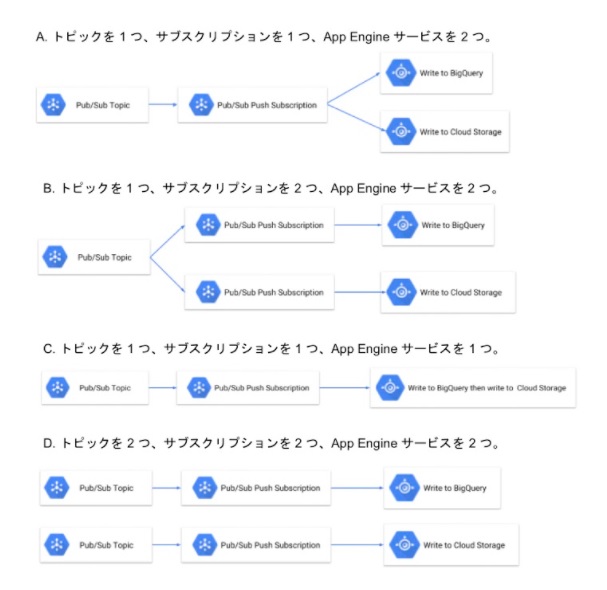 A. トピックを 1 つ、サブスクリプションを 1 つ、App Engine サービスを 2 つ。
Write to BigQuery
Pub/Sub Topic
Pub/Sub Push Subscription
Write to Cloud Storage
B. トピックを 1 つ、サブスクリプションを 2 つ、App Engine サービスを 2 つ。
Pub/Sub Push Subscription
Write to BigQuery
Pub/Sub Topic
Pub/Sub Push Subscription
Write to Cloud Storage
C. トピックを 1 つ、サブスクリプションを 1 つ、App Engine サービスを 1 つ。
Pub/Sub Topic
Pub/Sub Push Subscription
Write to BigQuery then write to Cloud Storage
D. トピックを 2 つ、サブスクリプションを 2 つ、App Engine サービスを 2 つ。
Pub/Sub Topic
Pub/Sub Push Subscription
Write to BigQuery
Pub/Sub Topic
Pub/Sub Push Subscription
Write to Cloud Storage